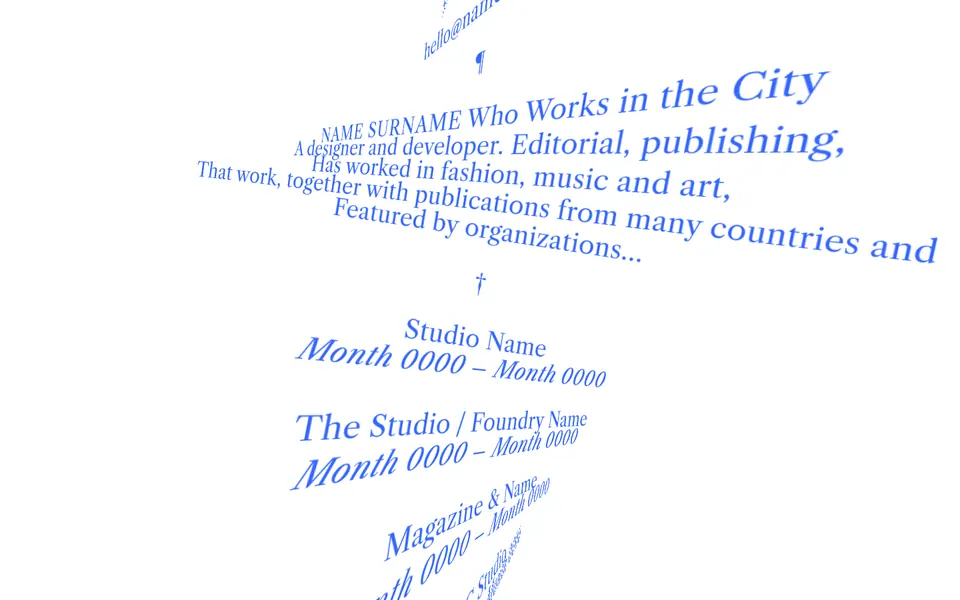 hello@name
¶
NAME SURNAME Who Works in the City
A designer and developer. Editorial, publishing,
Has worked in fashion, music and art,
That work, together with publications from many countries and
Featured by organizations...
†
Studio Name
Month 0000 – Month 0000
The Studio / Foundry Name
Month 0000 – Month 0000
Magazine & Name
nth 0000 – Month 0000
Studio,